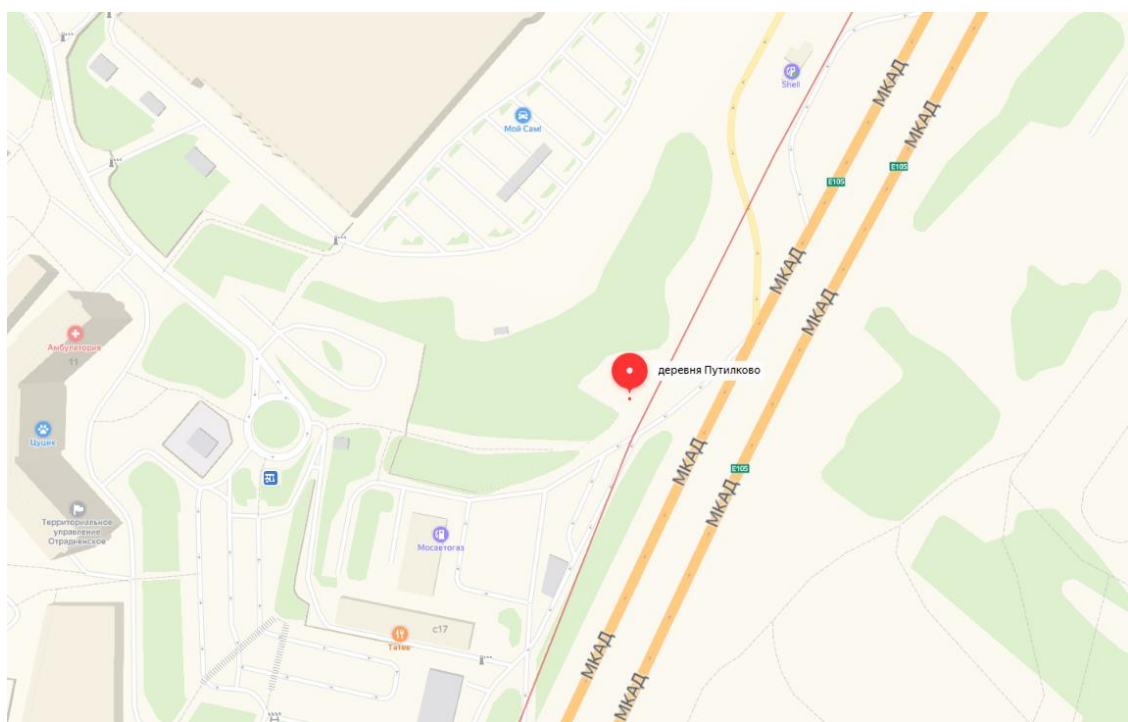 МКАД
МКАД
Shell
Мой Сам!
E105
E105
МКАД
МКАД
Амбулатория
11
деревня Путилково
Цуцик
МКАД
E105
МКАД
Территориальное
управление
Отрадненское
Мосавтогаз
с17
Татев
МКАД
МКАД